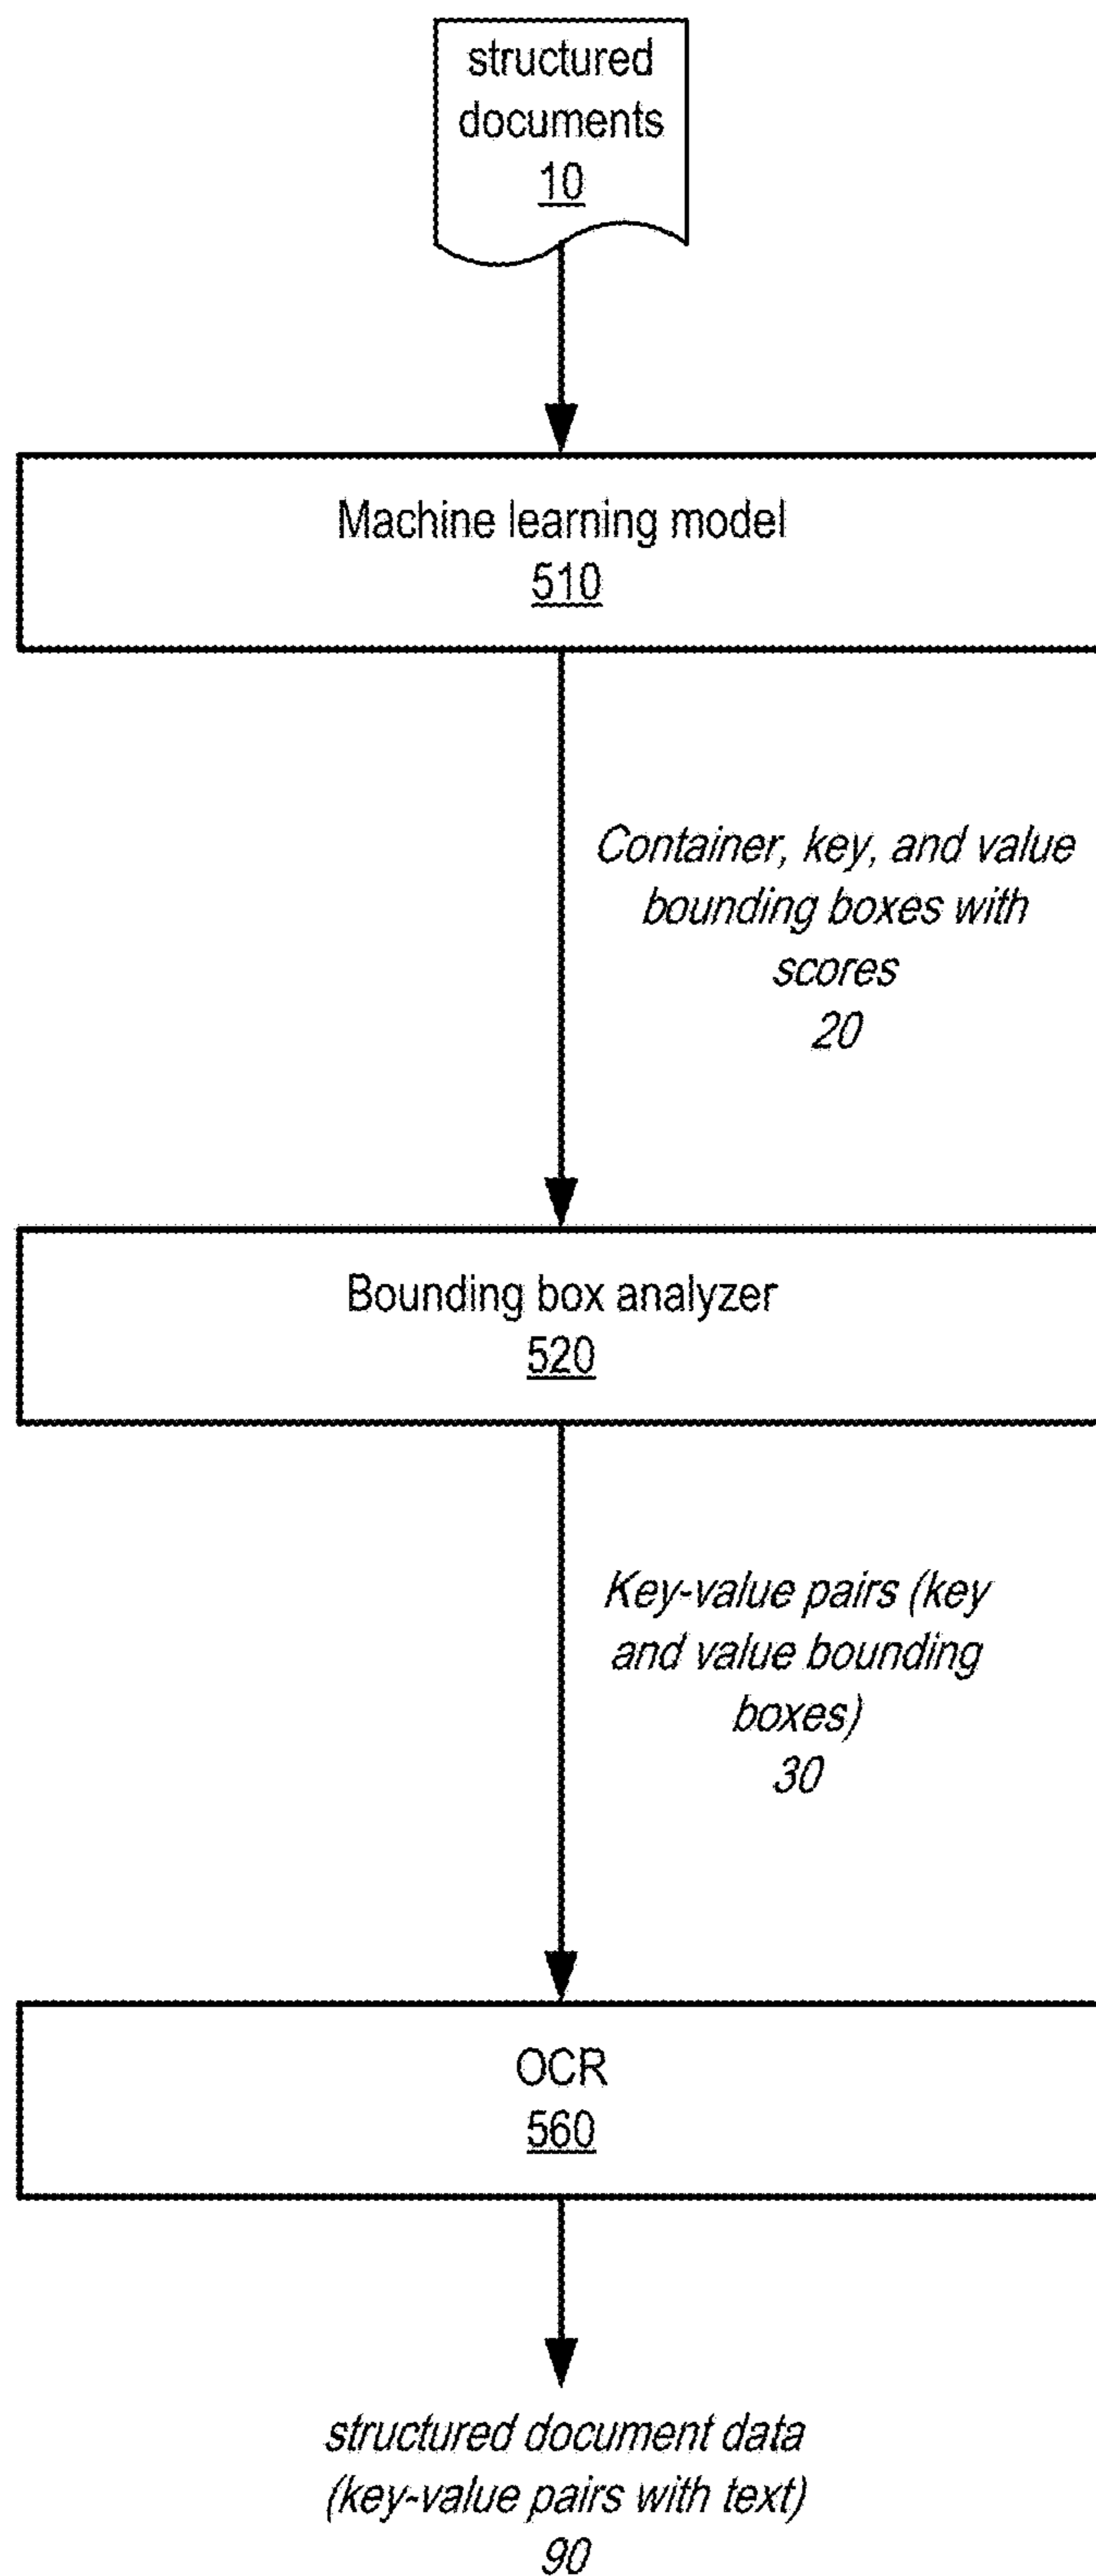 structured
documents
10
Machine learning model
510
Container, key, and value
bounding boxes with
scores
20
Bounding box analyzer
520
Key-value pairs (key
and value bounding
boxes)
30
OCR
560
structured document data
(key-value pairs with text)
90